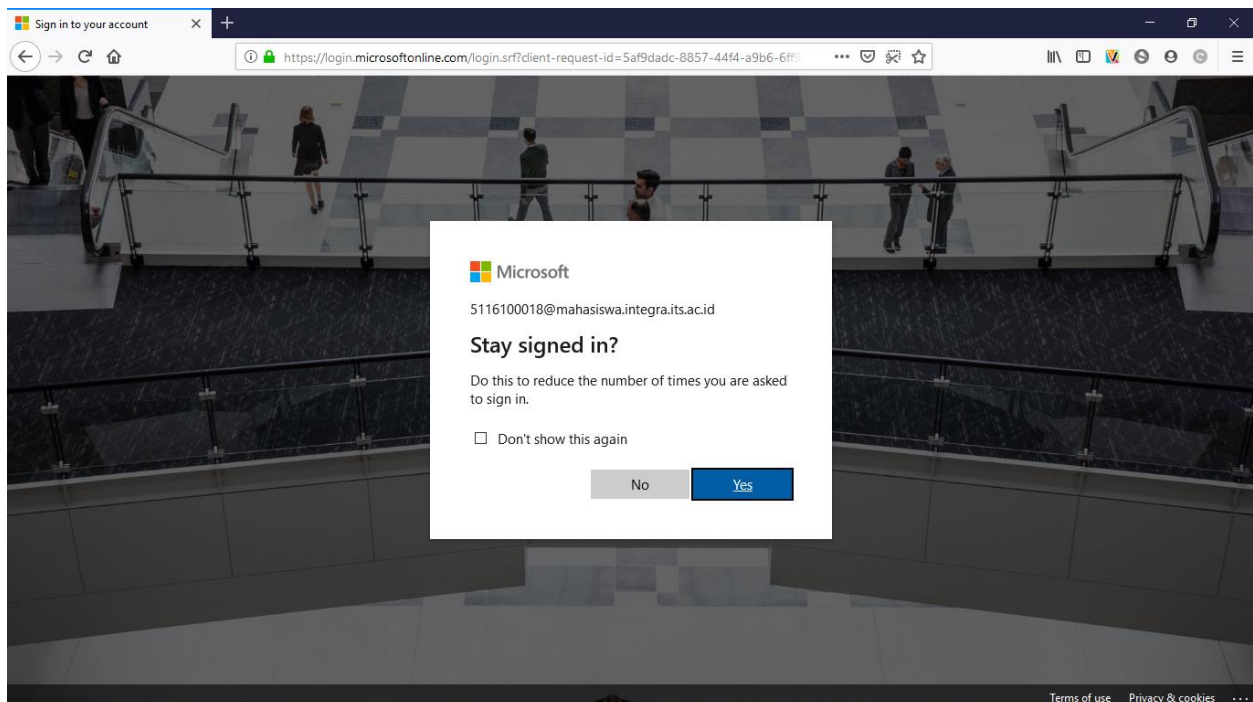 Sign in to your account
https://login.microsoftonline.com/login.srf?client-request-id=5af9dadc-8857-44f4-a9b6-6ff9
Microsoft
5116100018@mahasiswa.integra.its.ac.id
Stay signed in?
Do this to reduce the number of times you are asked
to sign in.
Don't show this again
No Yes
Terms of use Privacy & cookies ...